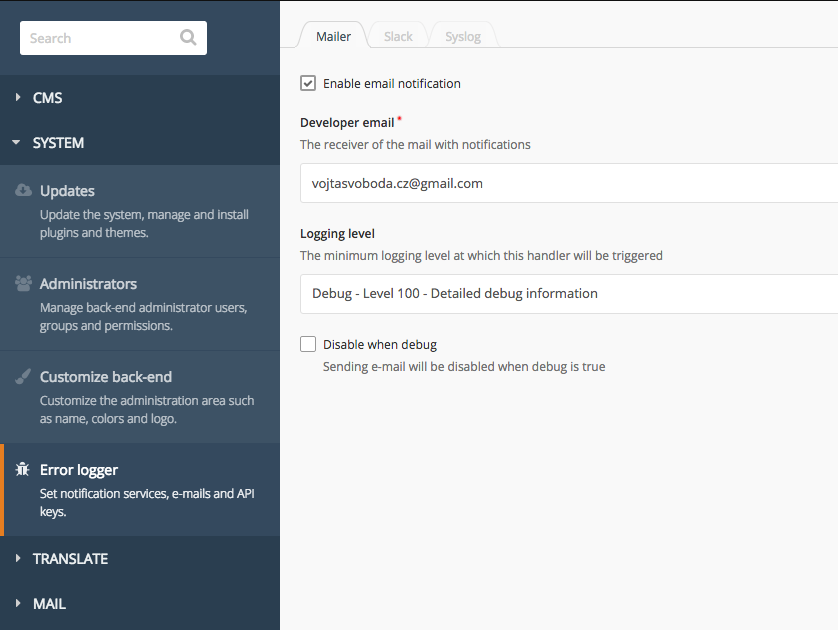 Search
CMS
SYSTEM
Updates
Update the system, manage and install
plugins and themes.
Administrators
Manage back-end administrator users,
groups and permissions.
Customize back-end
Customize the administration area such
as name, colors and logo.
Error logger
Set notification services, e-mails and API
keys.
TRANSLATE
MAIL
Mailer Slack Syslog
Enable email notification
Developer email *
The receiver of the mail with notifications
vojtasvoboda.cz@gmail.com
Logging level
The minimum logging level at which this handler will be triggered
Debug - Level 100 - Detailed debug information
Disable when debug
Sending e-mail will be disabled when debug is true